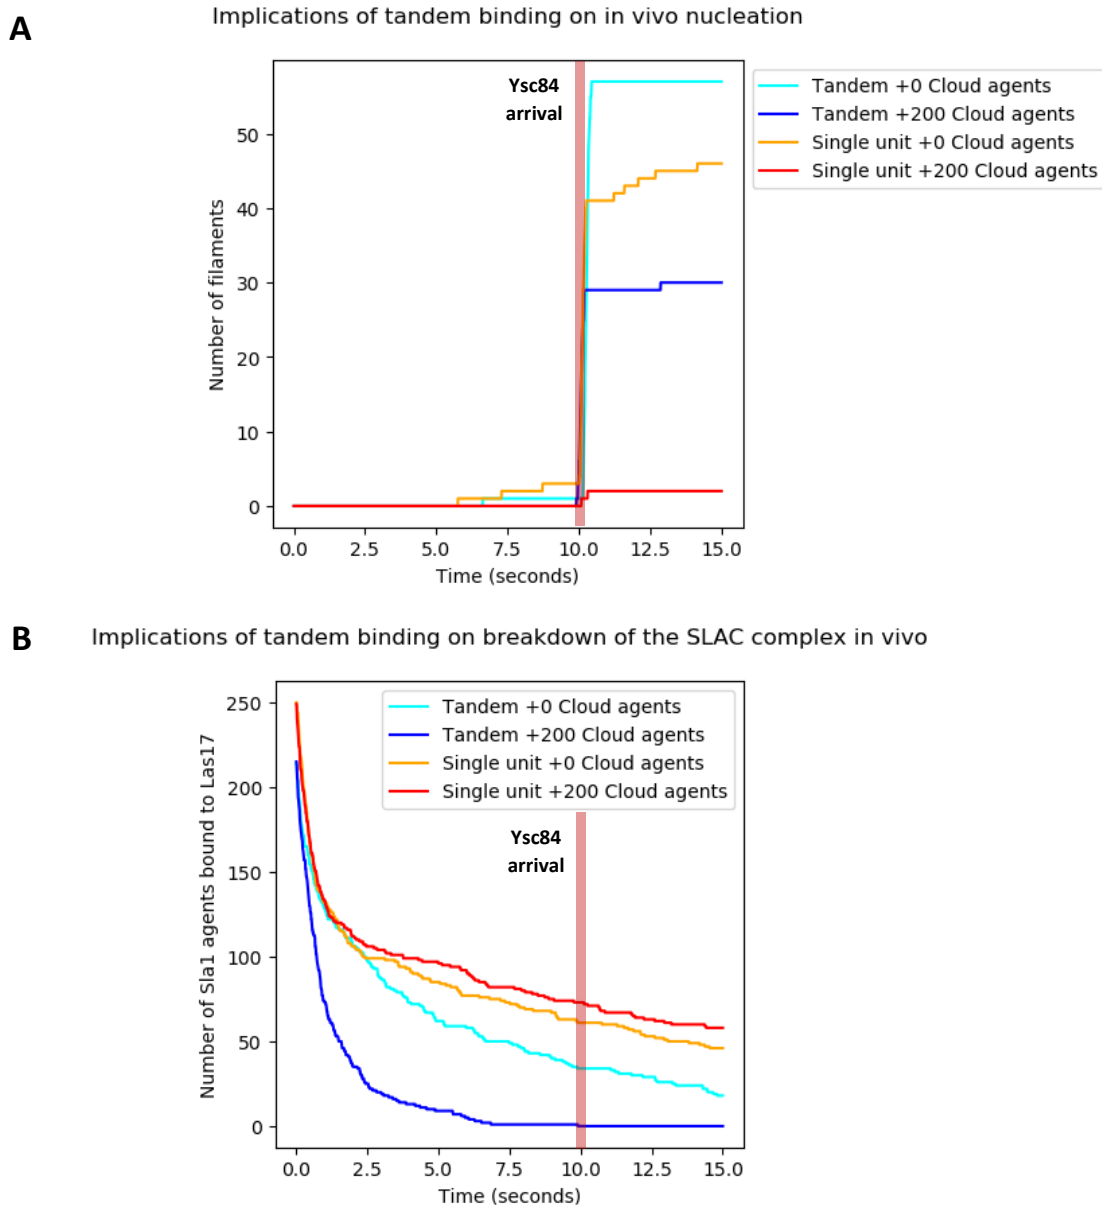 A
Implications of tandem binding on in vivo nucleation
Ysc84
arrival
Tandem +0 Cloud agents
Tandem +200 Cloud agents
Single unit +0 Cloud agents
Single unit +200 Cloud agents
Number of filaments
50
40
30
20
10
0
0.0 2.5 5.0 7.5 10.0 12.5 15.0
Time (seconds)
B
Implications of tandem binding on breakdown of the SLAC complex in vivo
Tandem +0 Cloud agents
Tandem +200 Cloud agents
Single unit +0 Cloud agents
Single unit +200 Cloud agents
Ysc84
arrival
Number of Sla1 agents bound to Las17
250
200
150
100
50
0
0.0 2.5 5.0 7.5 10.0 12.5 15.0
Time (seconds)